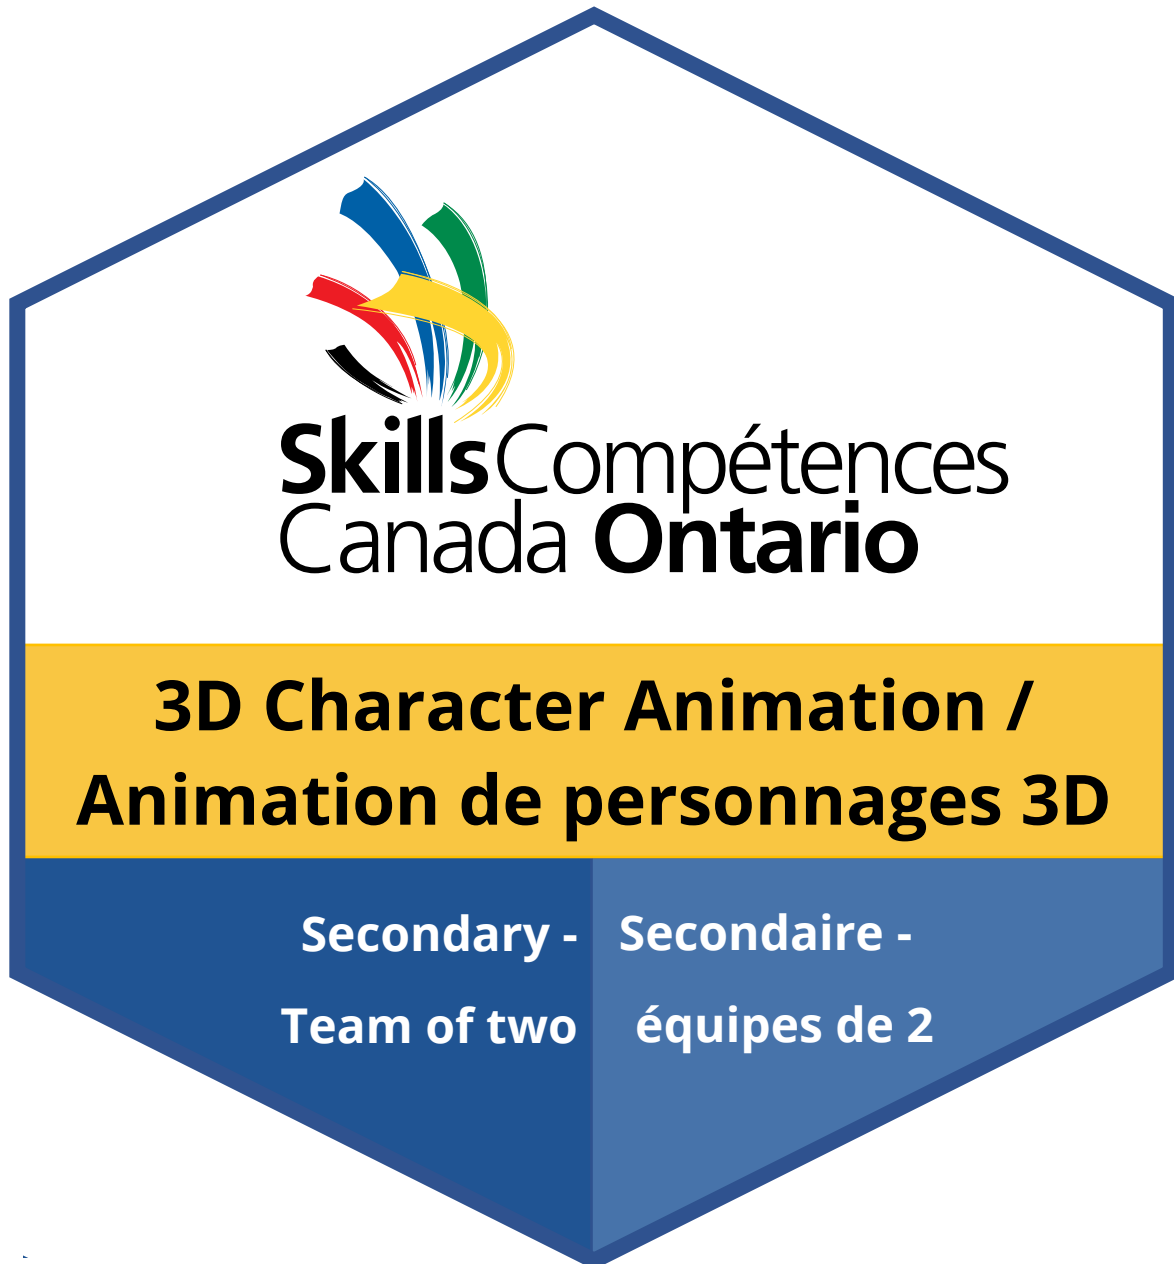 Skills Compétences
Canada Ontario
3D Character Animation /
Animation de personnages 3D
Secondary -
Team of two
Secondaire -
équipes de 2